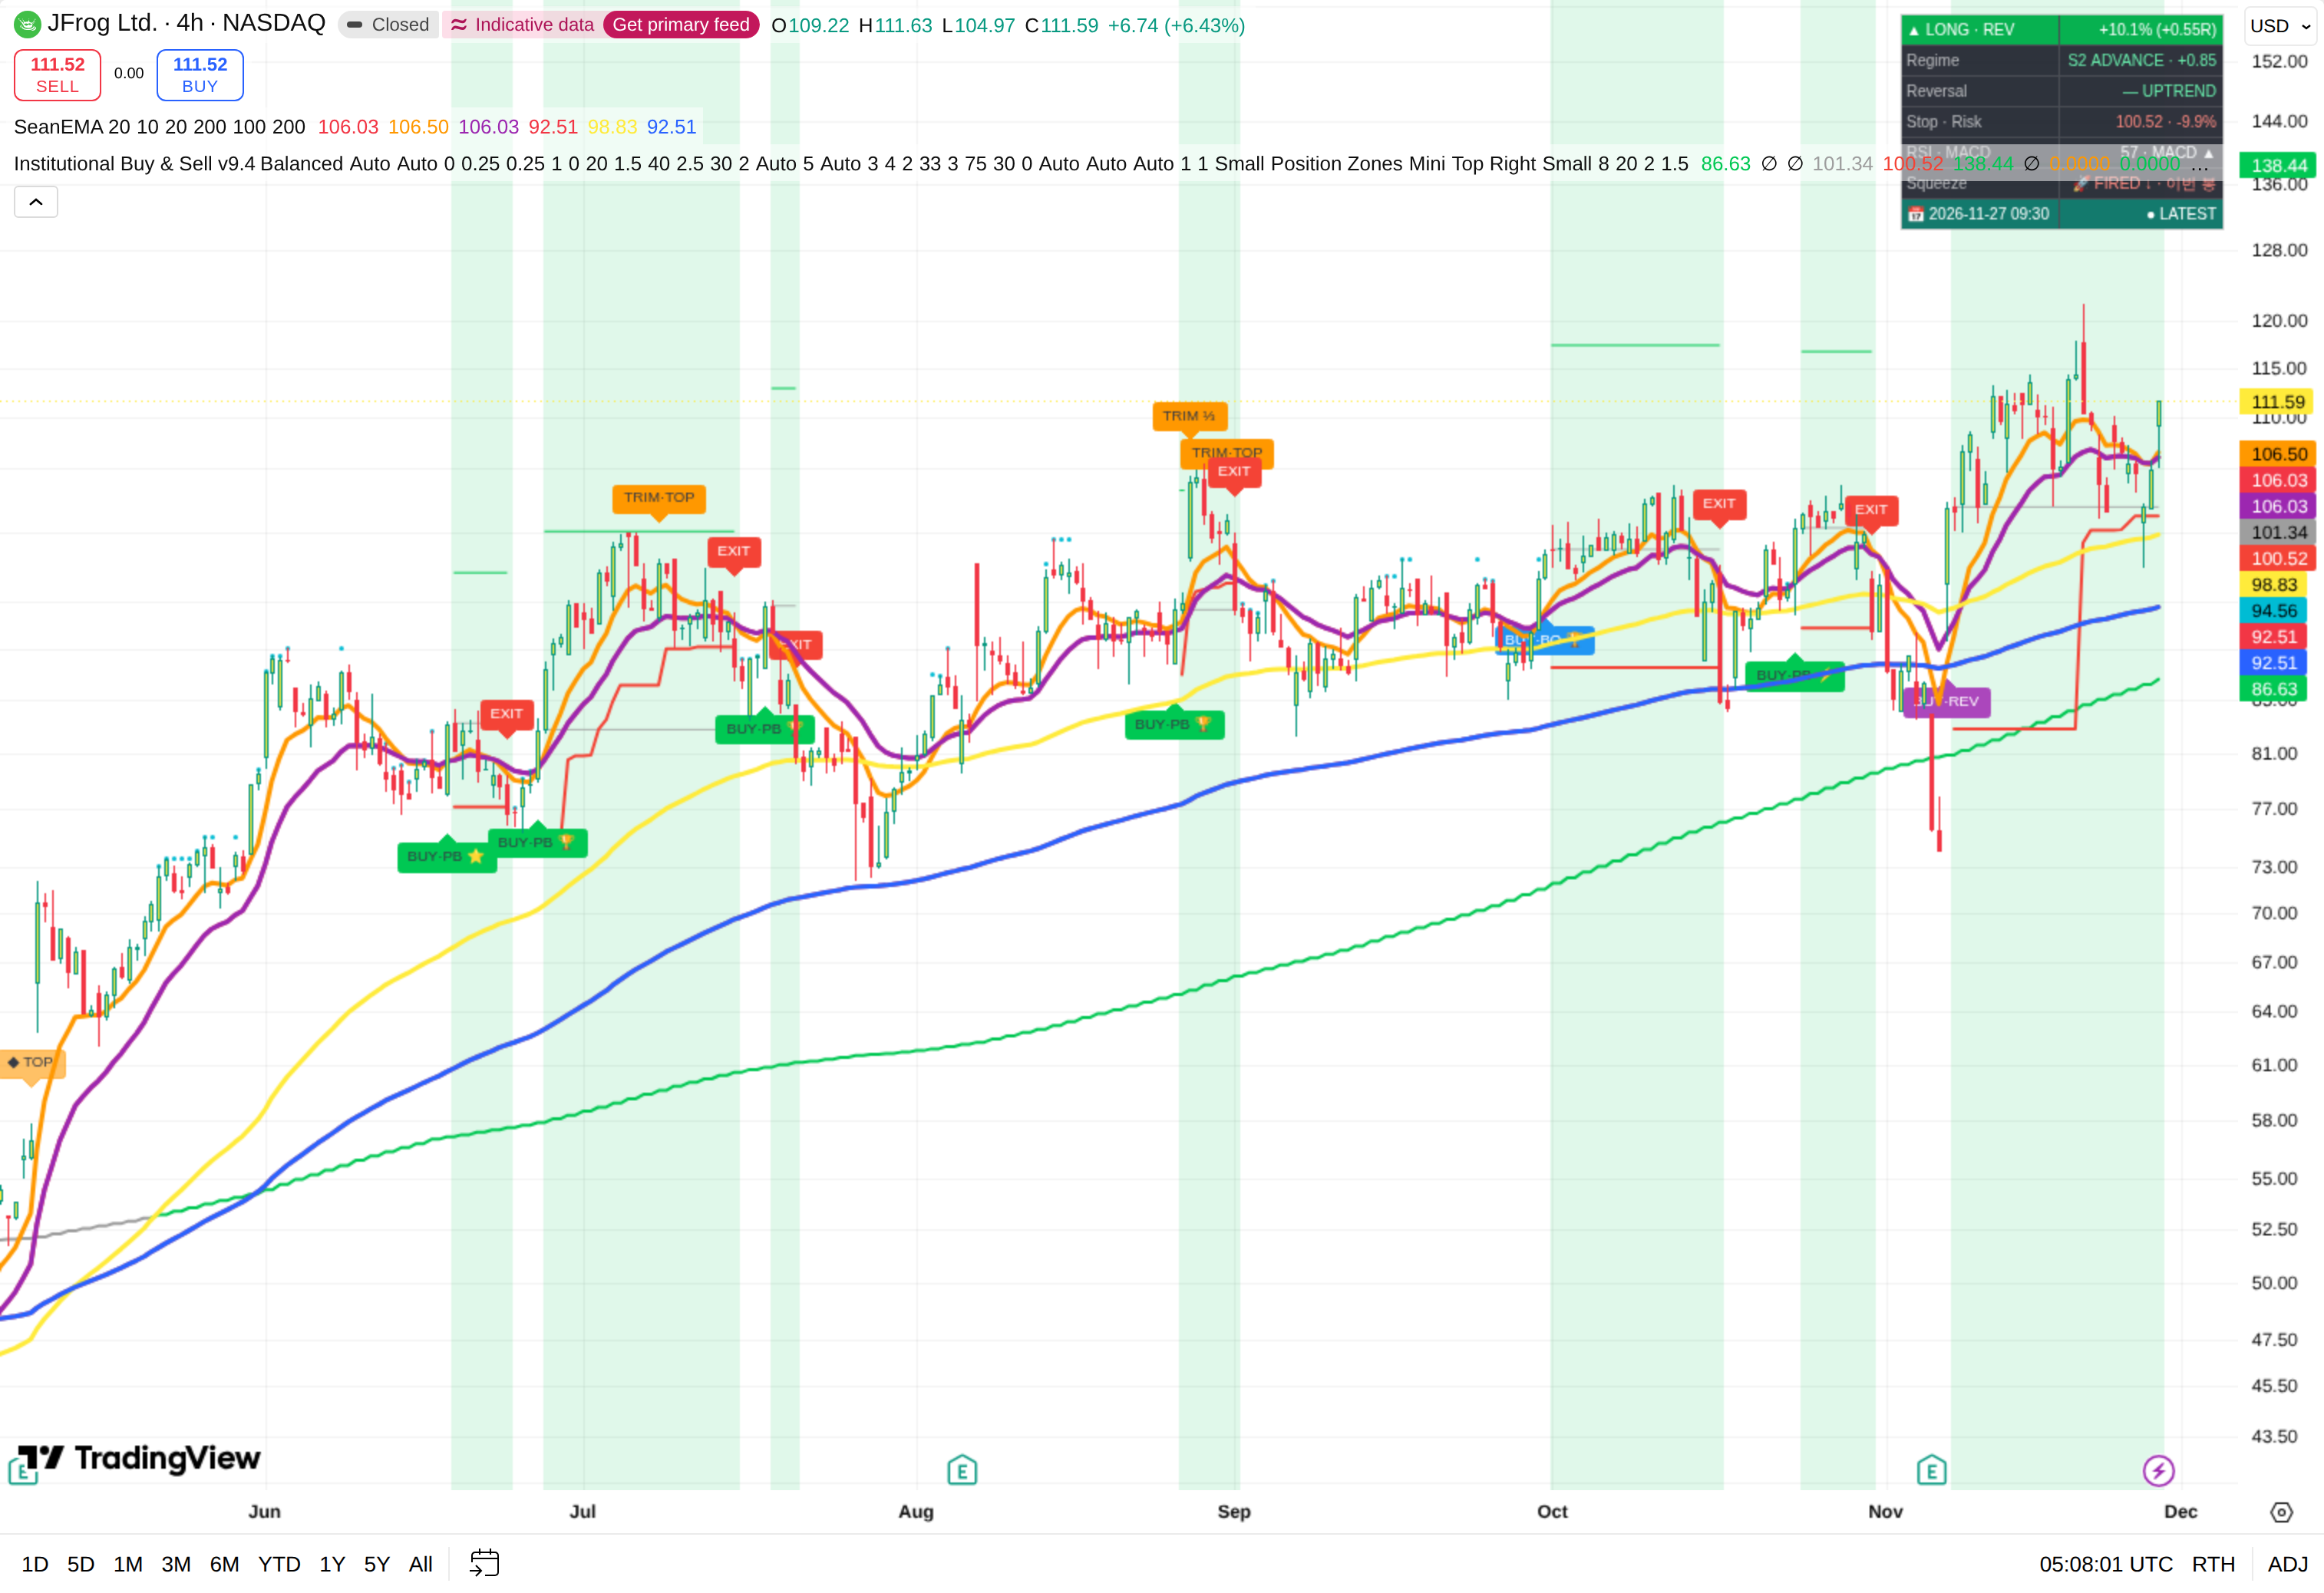 JFrog Ltd. · 4h · NASDAQ Closed Indicative data Get primary feed O109.22 H111.63 L104.97 C111.59 +6.74 (+6.43%)
111.52 SELL 0.00 111.52 BUY
SeanEMA 20 10 20 200 100 200 106.03 106.50 106.03 92.51 98.83 92.51
Institutional Buy & Sell v9.4 Balanced Auto Auto 0 0.25 0.25 1 0 20 1.5 40 2.5 30 2 Auto 5 Auto 3 4 2 33 3 75 30 0 Auto Auto Auto 1 1 Small Position Zones Mini Top Right Small 8 20 2 1.5 86.63 ∅ ∅ 101.34 100.52 138.44 ∅ 0.0000 0.0000 ...
▲ LONG · REV +10.1% (+0.55R)
Regime S2 ADVANCE · +0.85
Reversal — UPTREND
Stop · Risk 100.52 · -9.9%
RSI · MACD 57 · MACD ▲
Squeeze 🚀 FIRED ↓ · 이번 봉
📅 2026-11-27 09:30 ● LATEST
USD
152.00
144.00
138.44
136.00
128.00
120.00
115.00
111.59
110.00
106.50
106.03
106.03
101.34
100.52
98.83
94.56
92.51
92.51
86.63
81.00
77.00
73.00
70.00
67.00
64.00
61.00
58.00
55.00
52.50
50.00
47.50
45.50
43.50
TRIM ⅓
TRIM·TOP
EXIT
TRIM·TOP
EXIT
EXIT
EXIT
EXIT
EXIT
BUY·PB 🏆
BUY·PB 🏆
BUY·PB
BUY·PB ⭐
BUY·PB 🏆
◆ TOP
E
TradingView
E
E
Jun Jul Aug Sep Oct Nov Dec
1D 5D 1M 3M 6M YTD 1Y 5Y All 05:08:01 UTC RTH ADJ